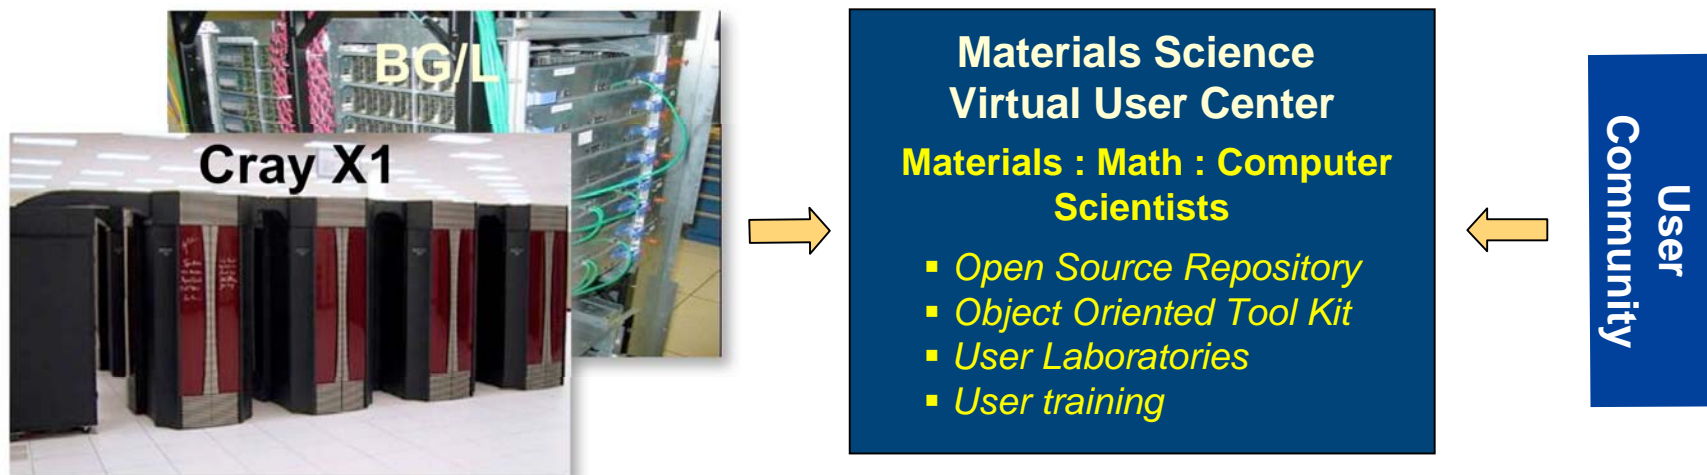 BG/L
Cray X1
Materials Science
Virtual User Center
Materials : Math : Computer
Scientists
▪ Open Source Repository
▪ Object Oriented Tool Kit
▪ User Laboratories
▪ User training
User
Community